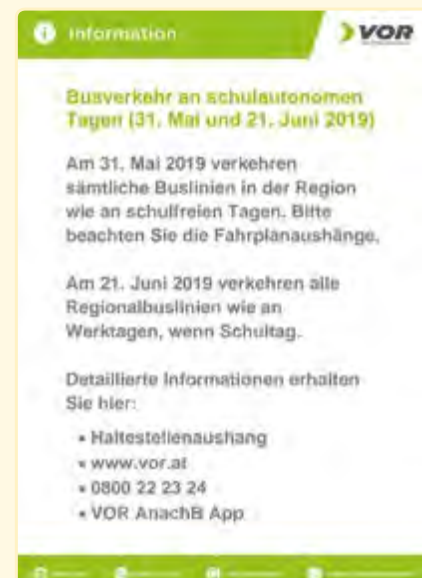 Information
VOR
Busverkehr an schulautonomen
Tagen (31. Mai und 21. Juni 2019)
Am 31. Mai 2019 verkehren
sämtliche Buslinien in der Region
wie an schulfreien Tagen. Bitte
beachten Sie die Fahrplanaushänge.
Am 21. Juni 2019 verkehren alle
Regionalbuslinien wie an
Werktagen, wenn Schultag.
Detaillierte Informationen erhalten
Sie hier:
• Haltestellenaushang
• www.vor.at
• 0800 22 23 24
• VOR AnachB App